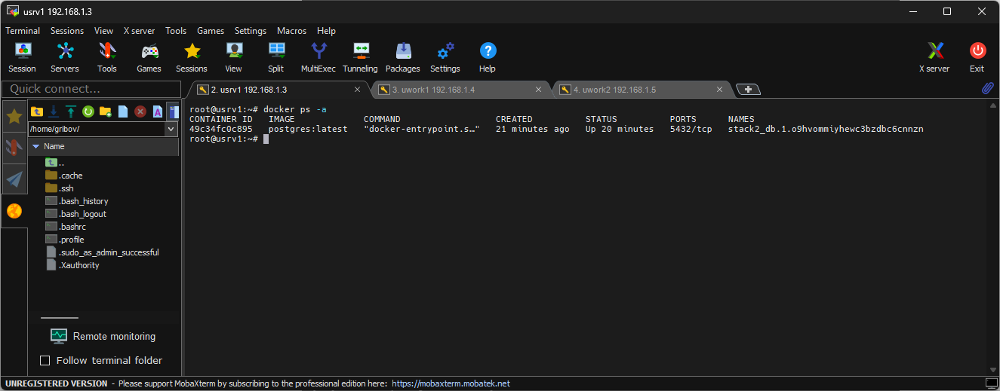 usrv1 192.168.1.3
Terminal Sessions View X server Tools Games Settings Macros Help
Session Servers Tools Games Sessions View Split MultiExec Tunneling Packages Settings Help X server Exit
Quick connect...
2. usrv1 192.168.1.3
3. uwork1 192.168.1.4
4. uwork2 192.168.1.5
/home/gribov/
Name
..
.cache
.ssh
.bash_history
.bash_logout
.bashrc
.profile
.sudo_as_admin_successful
.Xauthority
Remote monitoring
Follow terminal folder
root@usrv1:~# docker ps -a
CONTAINER ID   IMAGE             COMMAND                  CREATED          STATUS          PORTS      NAMES
49c34fc0c895   postgres:latest   "docker-entrypoint.s…"   21 minutes ago   Up 20 minutes   5432/tcp   stack2_db.1.o9hvommiyhewc3bzdbc6cnnzn
root@usrv1:~#
UNREGISTERED VERSION - Please support MobaXterm by subscribing to the professional edition here: https://mobaxterm.mobatek.net